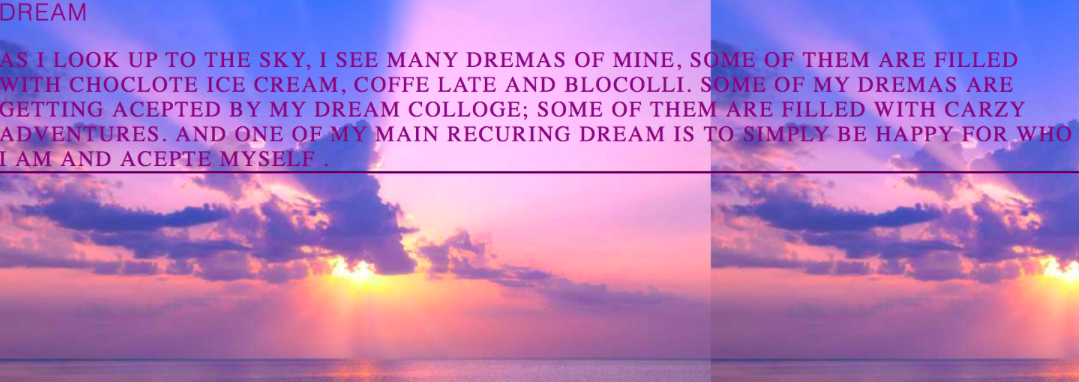 DREAM
AS I LOOK UP TO THE SKY, I SEE MANY DREMAS OF MINE, SOME OF THEM ARE FILLED
WITH CHOCLOTE ICE CREAM, COFFE LATE AND BLOCOLLI. SOME OF MY DREMAS ARE
GETTING ACEPTED BY MY DREAM COLLOGE; SOME OF THEM ARE FILLED WITH CARZY
ADVENTURES. AND ONE OF MY MAIN RECURING DREAM IS TO SIMPLY BE HAPPY FOR WHO
I AM AND ACEPTE MYSELF .